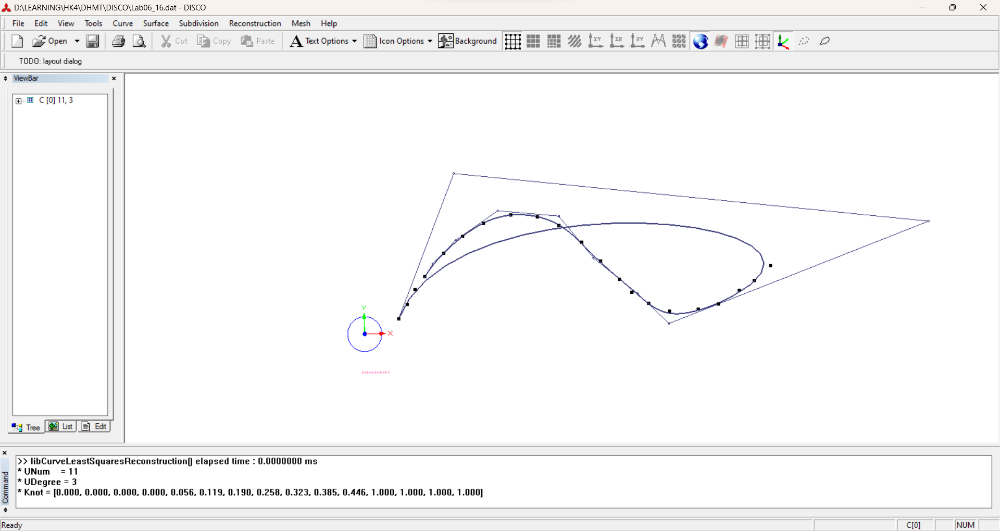 D:\LEARNING\HK4\DHMT\DISCO\Lab06_16.dat - DISCO
File Edit View Tools Curve Surface Subdivision Reconstruction Mesh Help
Open Cut Copy Paste Text Options Icon Options Background XY XZ ZY
TODO: layout dialog
ViewBar
C [0] 11, 3
Y
X
Tree List Edit
Command
>> libCurveLeastSquaresReconstruction() elapsed time : 0.0000000 ms
* UNum = 11
* UDegree = 3
* Knot = [0.000, 0.000, 0.000, 0.000, 0.056, 0.119, 0.190, 0.258, 0.323, 0.385, 0.446, 1.000, 1.000, 1.000, 1.000]
Ready C[0] NUM